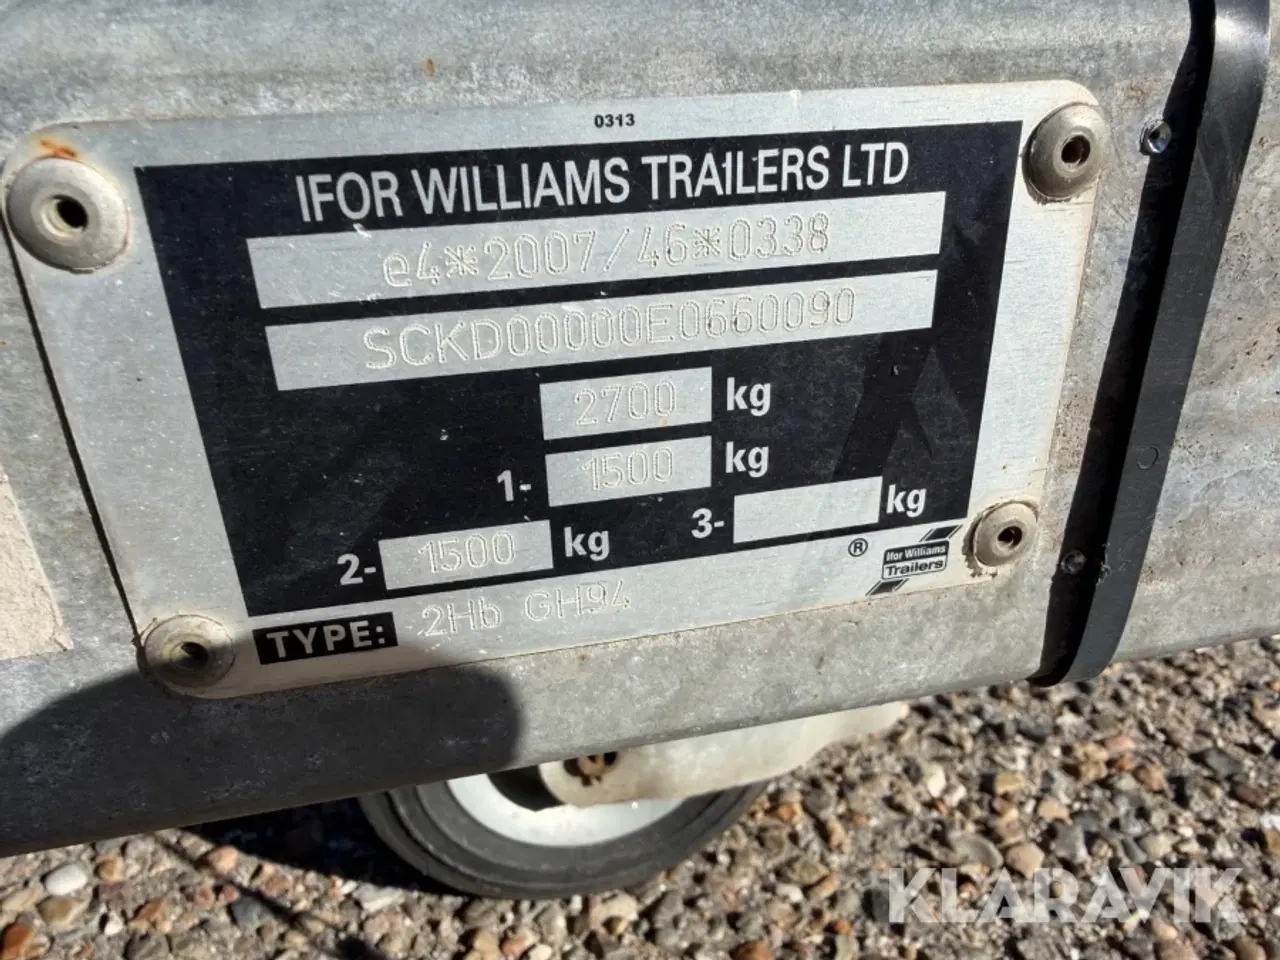 0313
IFOR WILLIAMS TRAILERS LTD
e4*2007/46*0338
SCKD00000E0660090
2700 kg
1- 1500 kg
2- 1500 kg 3- kg
® Ifor Williams
Trailers
TYPE: 2Hb GH94
KLARAVIK